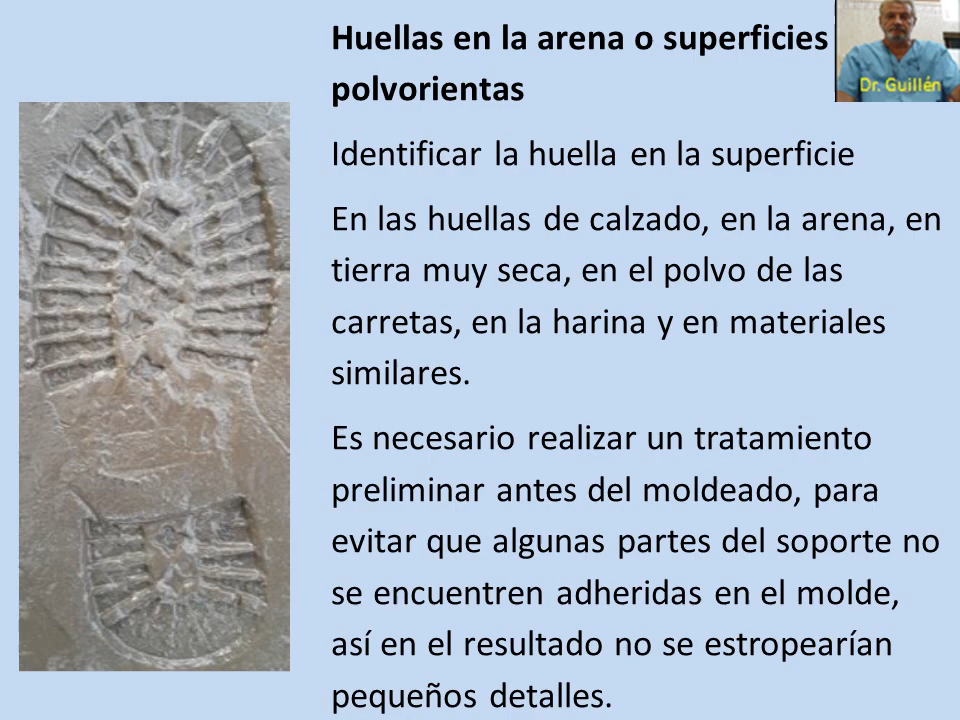 Huellas en la arena o superficies
polvorientas
Dr. Guillén
Identificar la huella en la superficie
En las huellas de calzado, en la arena, en
tierra muy seca, en el polvo de las
carretas, en la harina y en materiales
similares.
Es necesario realizar un tratamiento
preliminar antes del moldeado, para
evitar que algunas partes del soporte no
se encuentren adheridas en el molde,
así en el resultado no se estropearían
pequeños detalles.